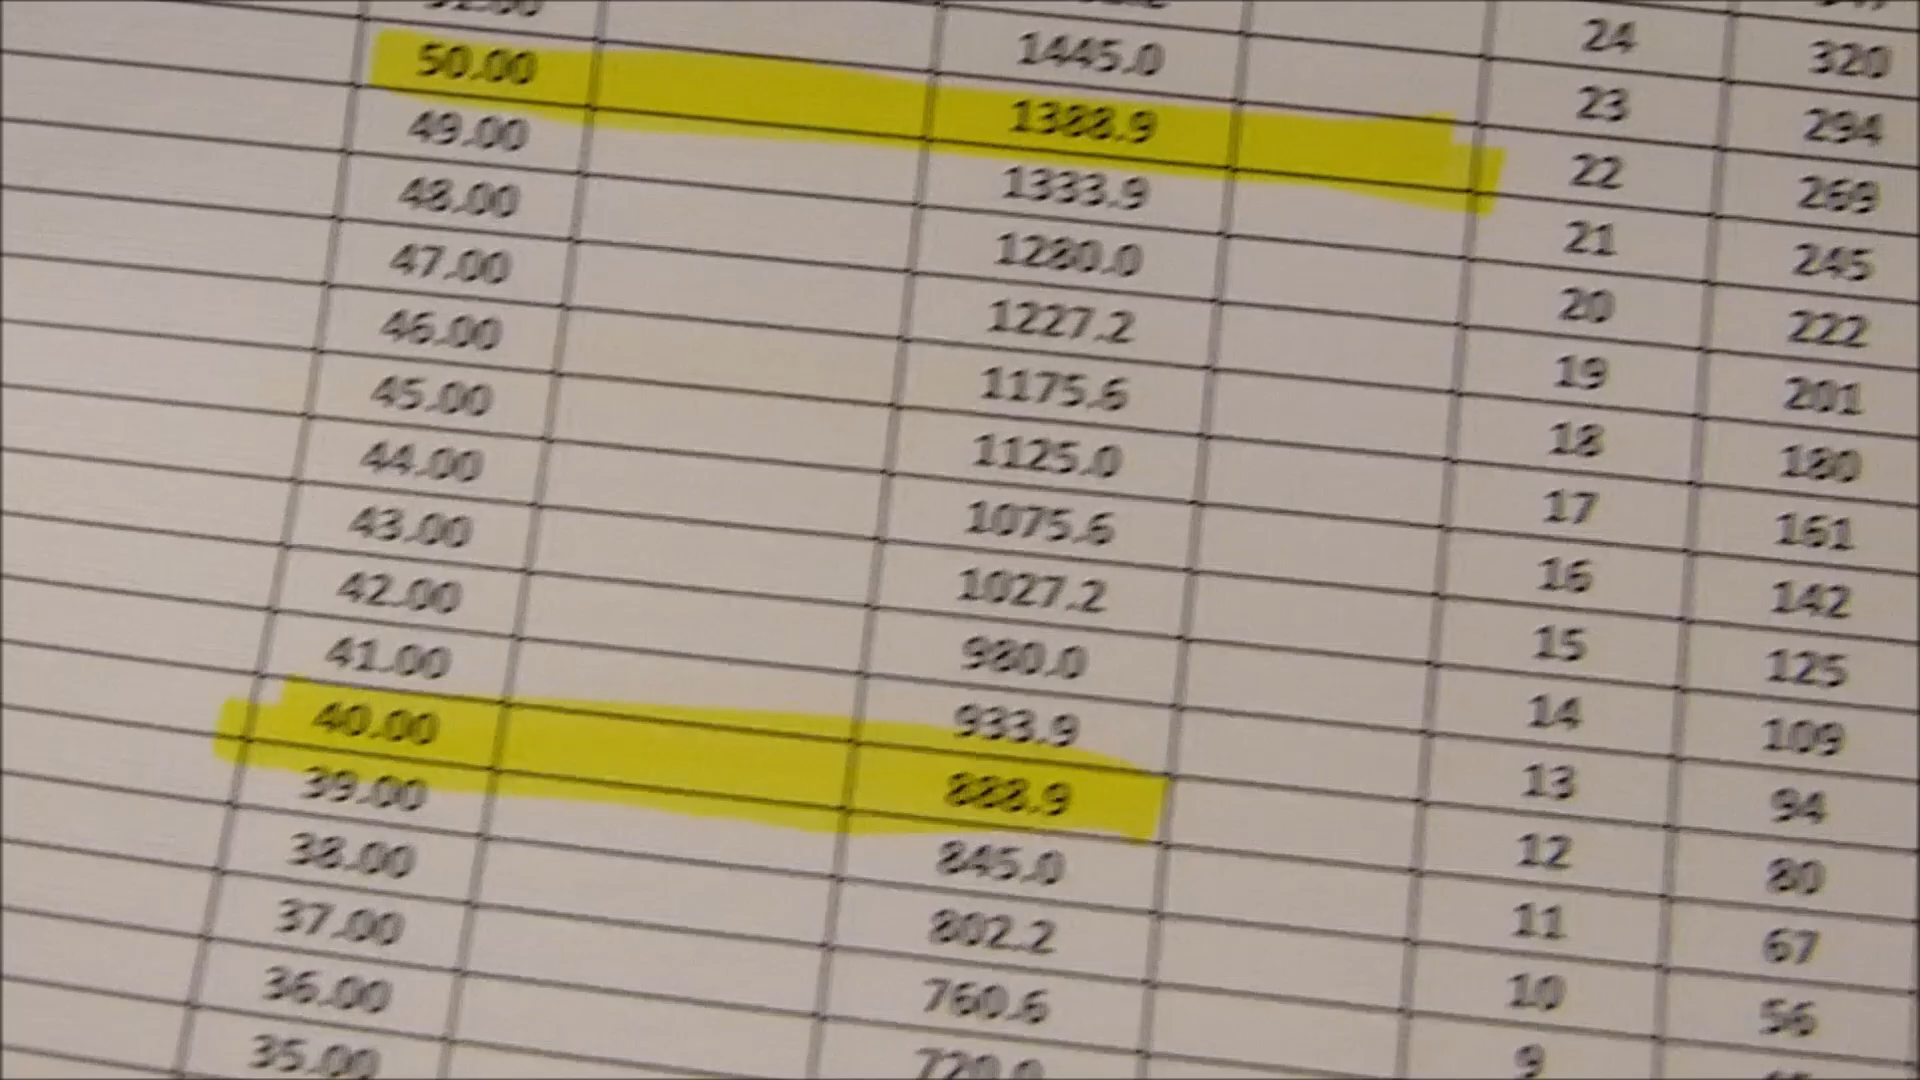 24 320
1445.0 23 294
50.00 1388.9 22 269
49.00 1333.9 21 245
48.00 1280.0 20 222
47.00 1227.2 19 201
46.00 1175.6 18 180
45.00 1125.0 17 161
44.00 1075.6 16 142
43.00 1027.2 15 125
42.00 980.0 14 109
41.00 933.9 13 94
40.00 888.9 12 80
39.00 845.0 11 67
38.00 802.2 10 56
37.00 760.6 9
36.00
35.00